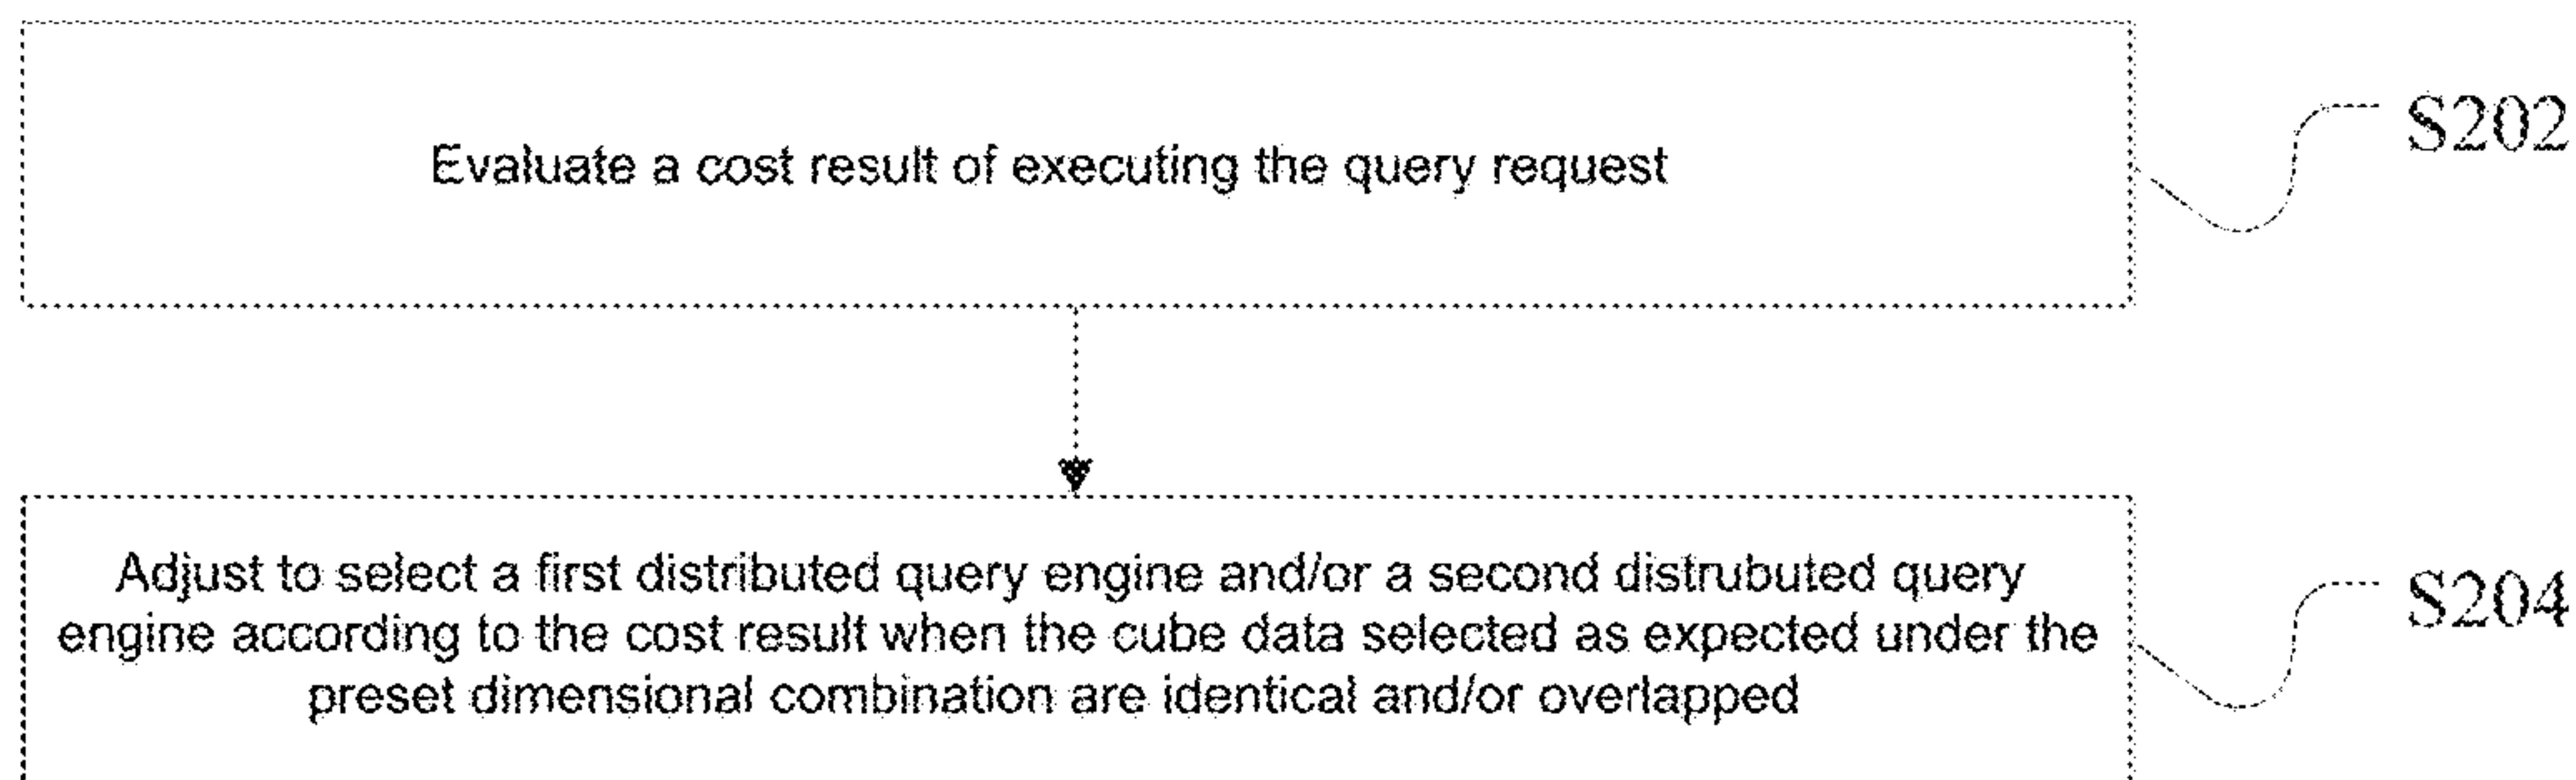 Evaluate a cost result of executing the query request
S202
Adjust to select a first distributed query engine and/or a second distrubuted query
engine according to the cost result when the cube data selected as expected under the
preset dimensional combination are identical and/or overlapped
S204